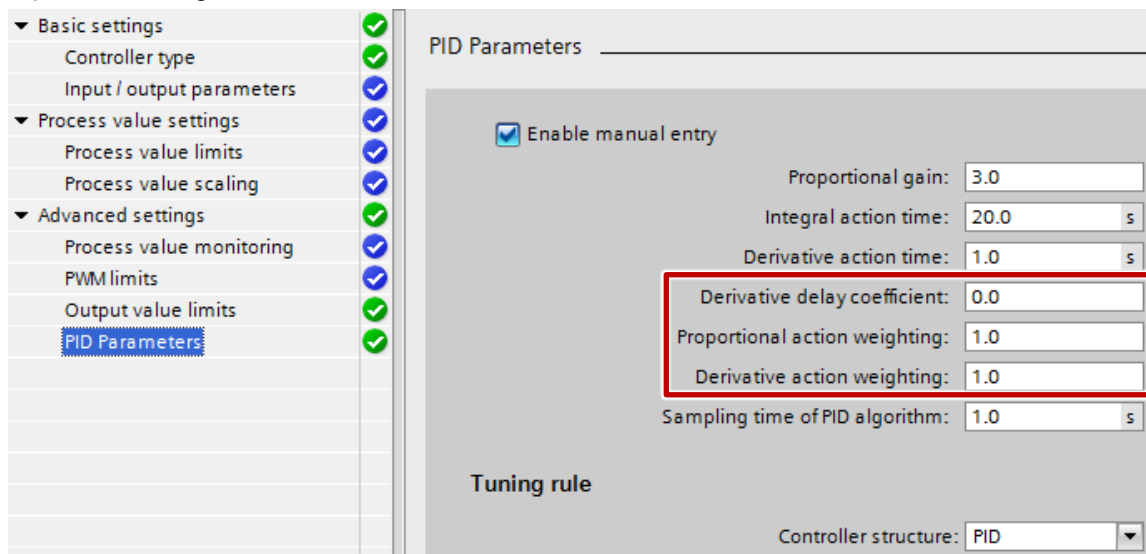 Basic settings
Controller type
Input / output parameters
Process value settings
Process value limits
Process value scaling
Advanced settings
Process value monitoring
PWM limits
Output value limits
PID Parameters
PID Parameters
Enable manual entry
Proportional gain: 3.0
Integral action time: 20.0 s
Derivative action time: 1.0 s
Derivative delay coefficient: 0.0
Proportional action weighting: 1.0
Derivative action weighting: 1.0
Sampling time of PID algorithm: 1.0 s
Tuning rule
Controller structure: PID